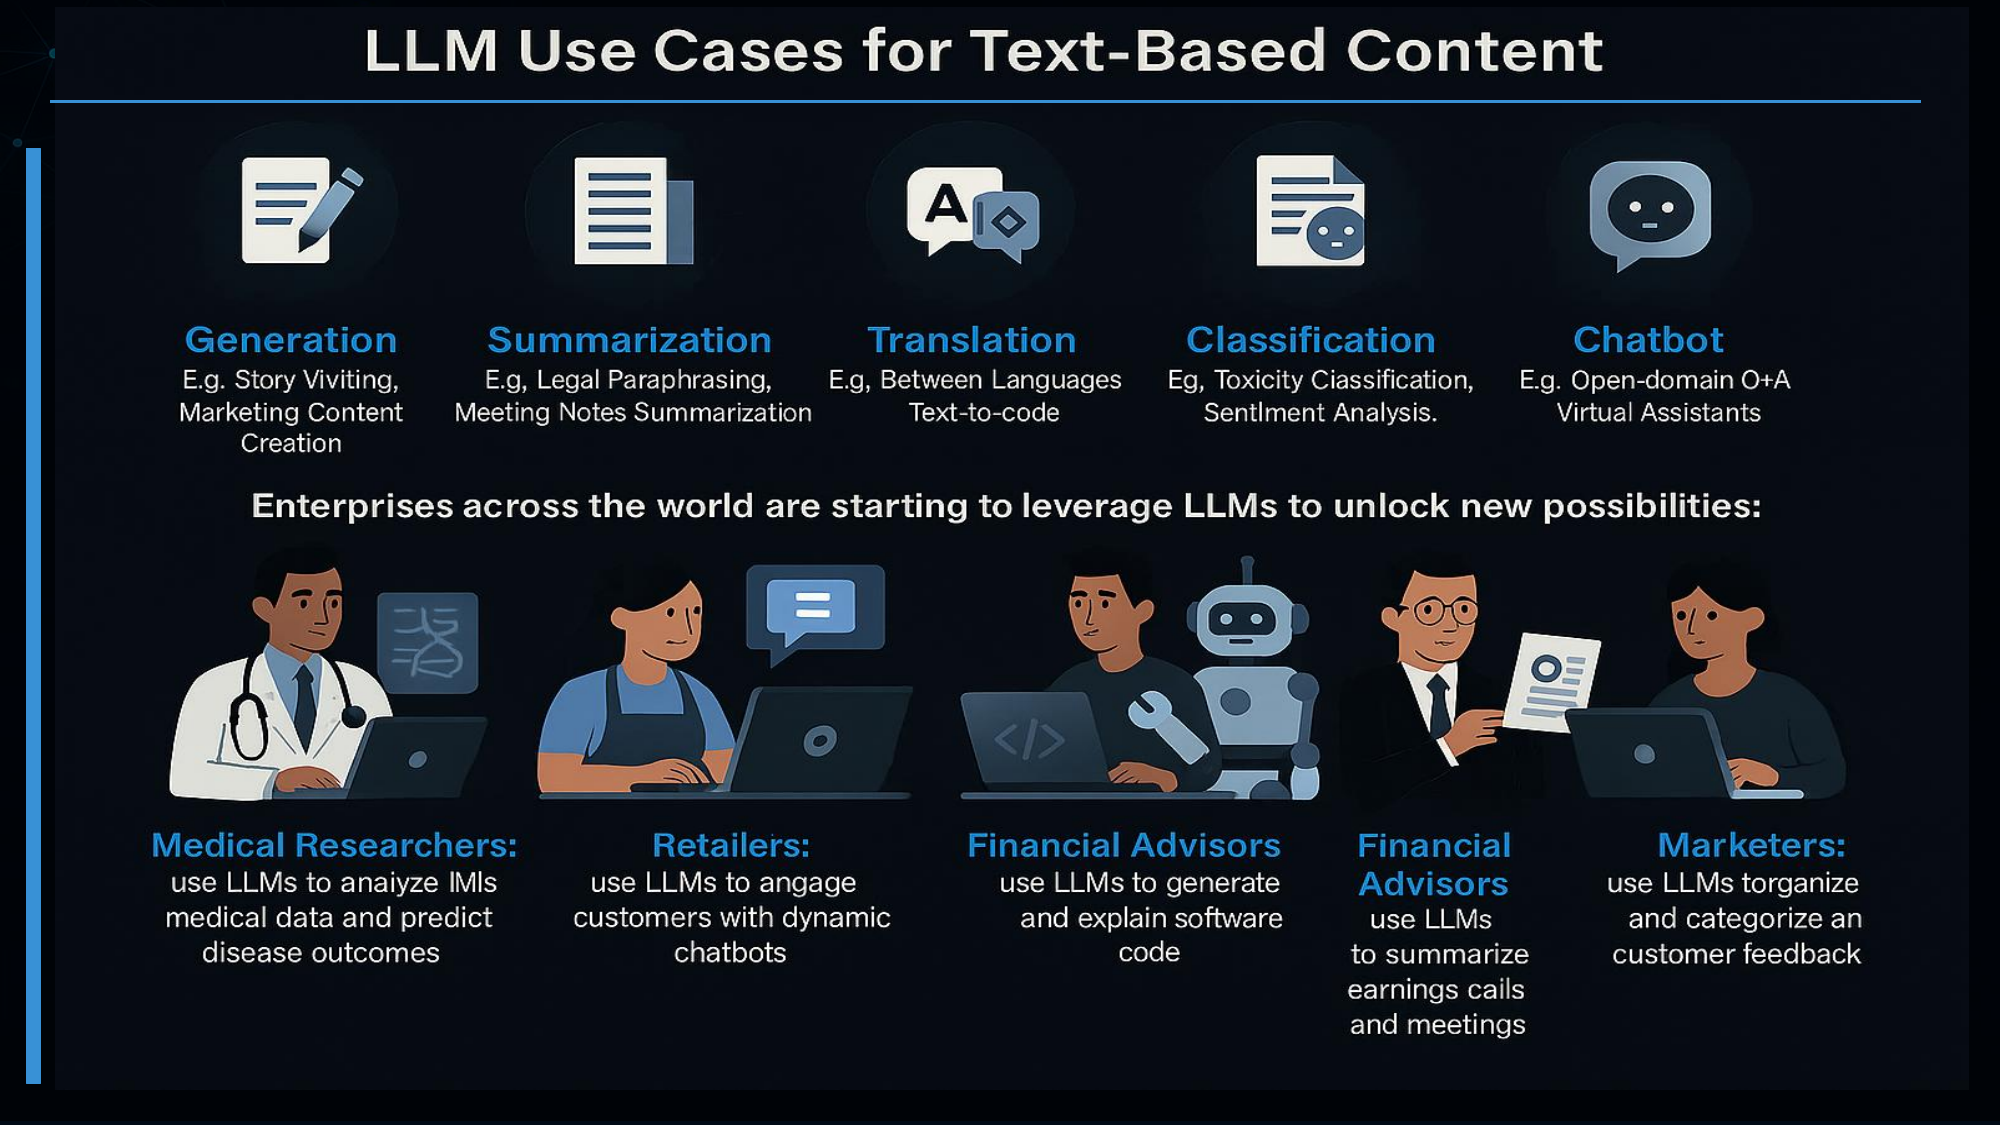 LLM Use Cases for Text-Based Content
A
Generation
E.g. Story Viviting,
Marketing Content
Creation
Summarization
E.g, Legal Paraphrasing,
Meeting Notes Summarization
Translation
E.g, Between Languages
Text-to-code
Classification
Eg, Toxicity Ciassification,
Sentlment Analysis.
Chatbot
E.g. Open-domain O+A
Virtual Assistants
Enterprises across the world are starting to leverage LLMs to unlock new possibilities:
</>
Medical Researchers:
use LLMs to anaiyze IMIs
medical data and predict
disease outcomes
Retailers:
use LLMs to angage
customers with dynamic
chatbots
Financial Advisors
use LLMs to generate
and explain software
code
Financial
Advisors
use LLMs
to summarize
earnings cails
and meetings
Marketers:
use LLMs torganize
and categorize an
customer feedback